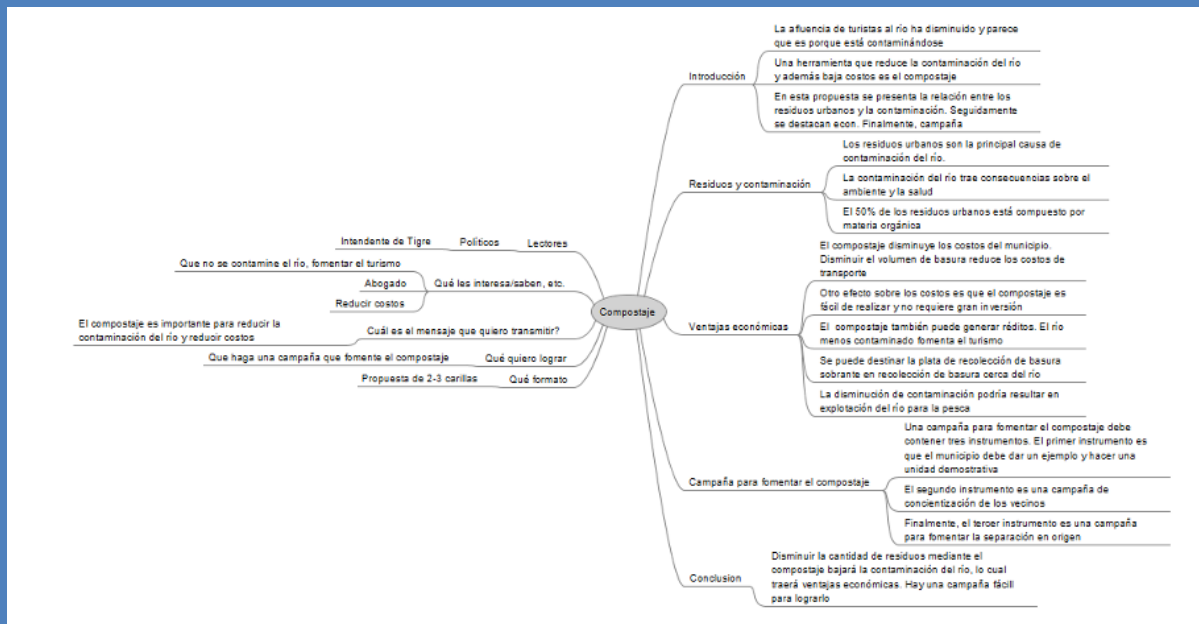 Compostaje
Lectores
Políticos
Intendente de Tigre
Qué les interesa/saben, etc.
Que no se contamine el río, fomentar el turismo
Abogado
Reducir costos
Cuál es el mensaje que quiero transmitir?
El compostaje es importante para reducir la
contaminación del río y reducir costos
Qué quiero lograr
Que haga una campaña que fomente el compostaje
Qué formato
Propuesta de 2-3 carillas
Introducción
La afluencia de turistas al río ha disminuido y parece
que es porque está contaminándose
Una herramienta que reduce la contaminación del río
y además baja costos es el compostaje
En esta propuesta se presenta la relación entre los
residuos urbanos y la contaminación. Seguidamente
se destacan econ. Finalmente, campaña
Residuos y contaminación
Los residuos urbanos son la principal causa de
contaminación del río.
La contaminación del río trae consecuencias sobre el
ambiente y la salud
El 50% de los residuos urbanos está compuesto por
materia orgánica
Ventajas económicas
El compostaje disminuye los costos del municipio.
Disminuir el volumen de basura reduce los costos de
transporte
Otro efecto sobre los costos es que el compostaje es
fácil de realizar y no requiere gran inversión
El compostaje también puede generar réditos. El río
menos contaminado fomenta el turismo
Se puede destinar la plata de recolección de basura
sobrante en recolección de basura cerca del río
La disminución de contaminación podría resultar en
explotación del río para la pesca
Campaña para fomentar el compostaje
Una campaña para fomentar el compostaje debe
contener tres instrumentos. El primer instrumento es
que el municipio debe dar un ejemplo y hacer una
unidad demostrativa
El segundo instrumento es una campaña de
concientización de los vecinos
Finalmente, el tercer instrumento es una campaña
para fomentar la separación en origen
Conclusion
Disminuir la cantidad de residuos mediante el
compostaje bajará la contaminación del río, lo cual
traerá ventajas económicas. Hay una campaña fácill
para lograrlo